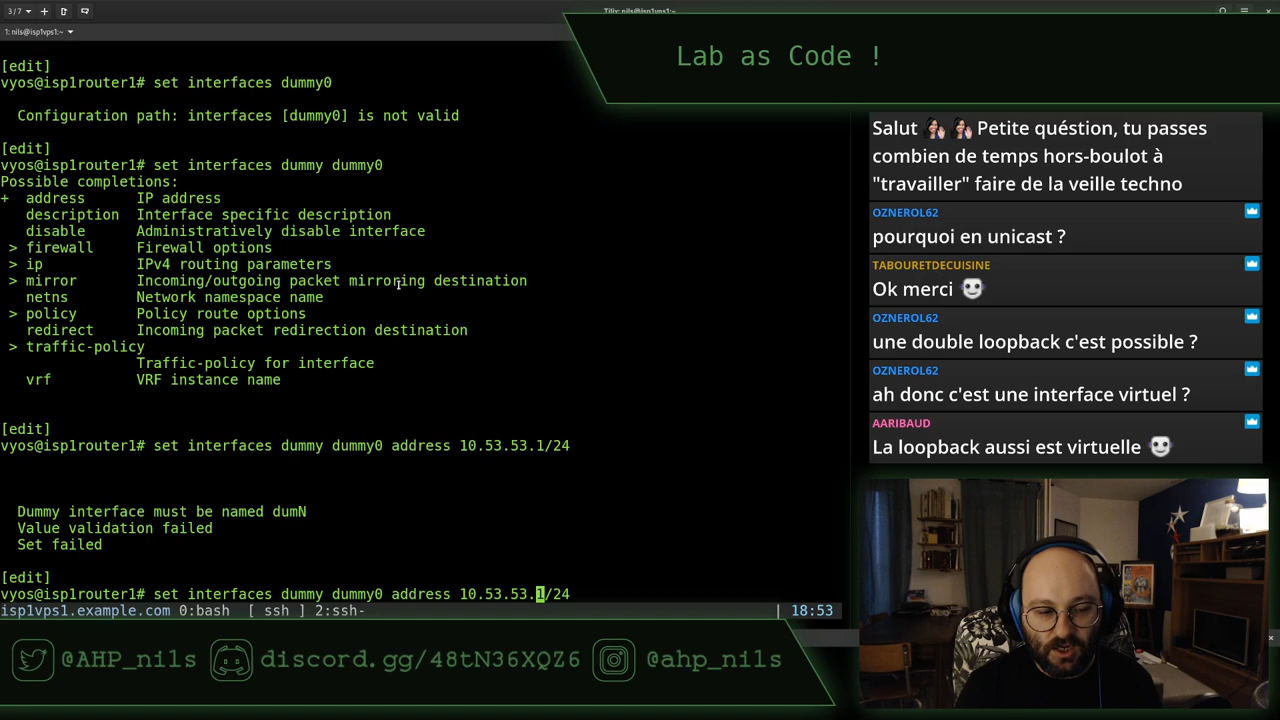 3/7
Tilix: nils@isp1vps1:~
1: nils@isp1vps1:~
Lab as Code !
[edit]
vyos@isp1router1# set interfaces dummy0
Configuration path: interfaces [dummy0] is not valid
[edit]
vyos@isp1router1# set interfaces dummy dummy0
Possible completions:
+ address IP address
description Interface specific description
disable Administratively disable interface
> firewall Firewall options
> ip IPv4 routing parameters
> mirror Incoming/outgoing packet mirroring destination
netns Network namespace name
> policy Policy route options
redirect Incoming packet redirection destination
> traffic-policy
Traffic-policy for interface
vrf VRF instance name
[edit]
vyos@isp1router1# set interfaces dummy dummy0 address 10.53.53.1/24
Dummy interface must be named dumN
Value validation failed
Set failed
[edit]
vyos@isp1router1# set interfaces dummy dummy0 address 10.53.53.1/24
isp1vps1.example.com 0:bash [ ssh ] 2:ssh- | 18:53
Salut Petite quéstion, tu passes
combien de temps hors-boulot à
"travailler" faire de la veille techno
OZNEROL62
pourquoi en unicast ?
TABOURETDECUISINE
Ok merci
OZNEROL62
une double loopback c'est possible ?
OZNEROL62
ah donc c'est une interface virtuel ?
AARIBAUD
La loopback aussi est virtuelle
@AHP_nils discord.gg/48tN36XQZ6 @ahp_nils